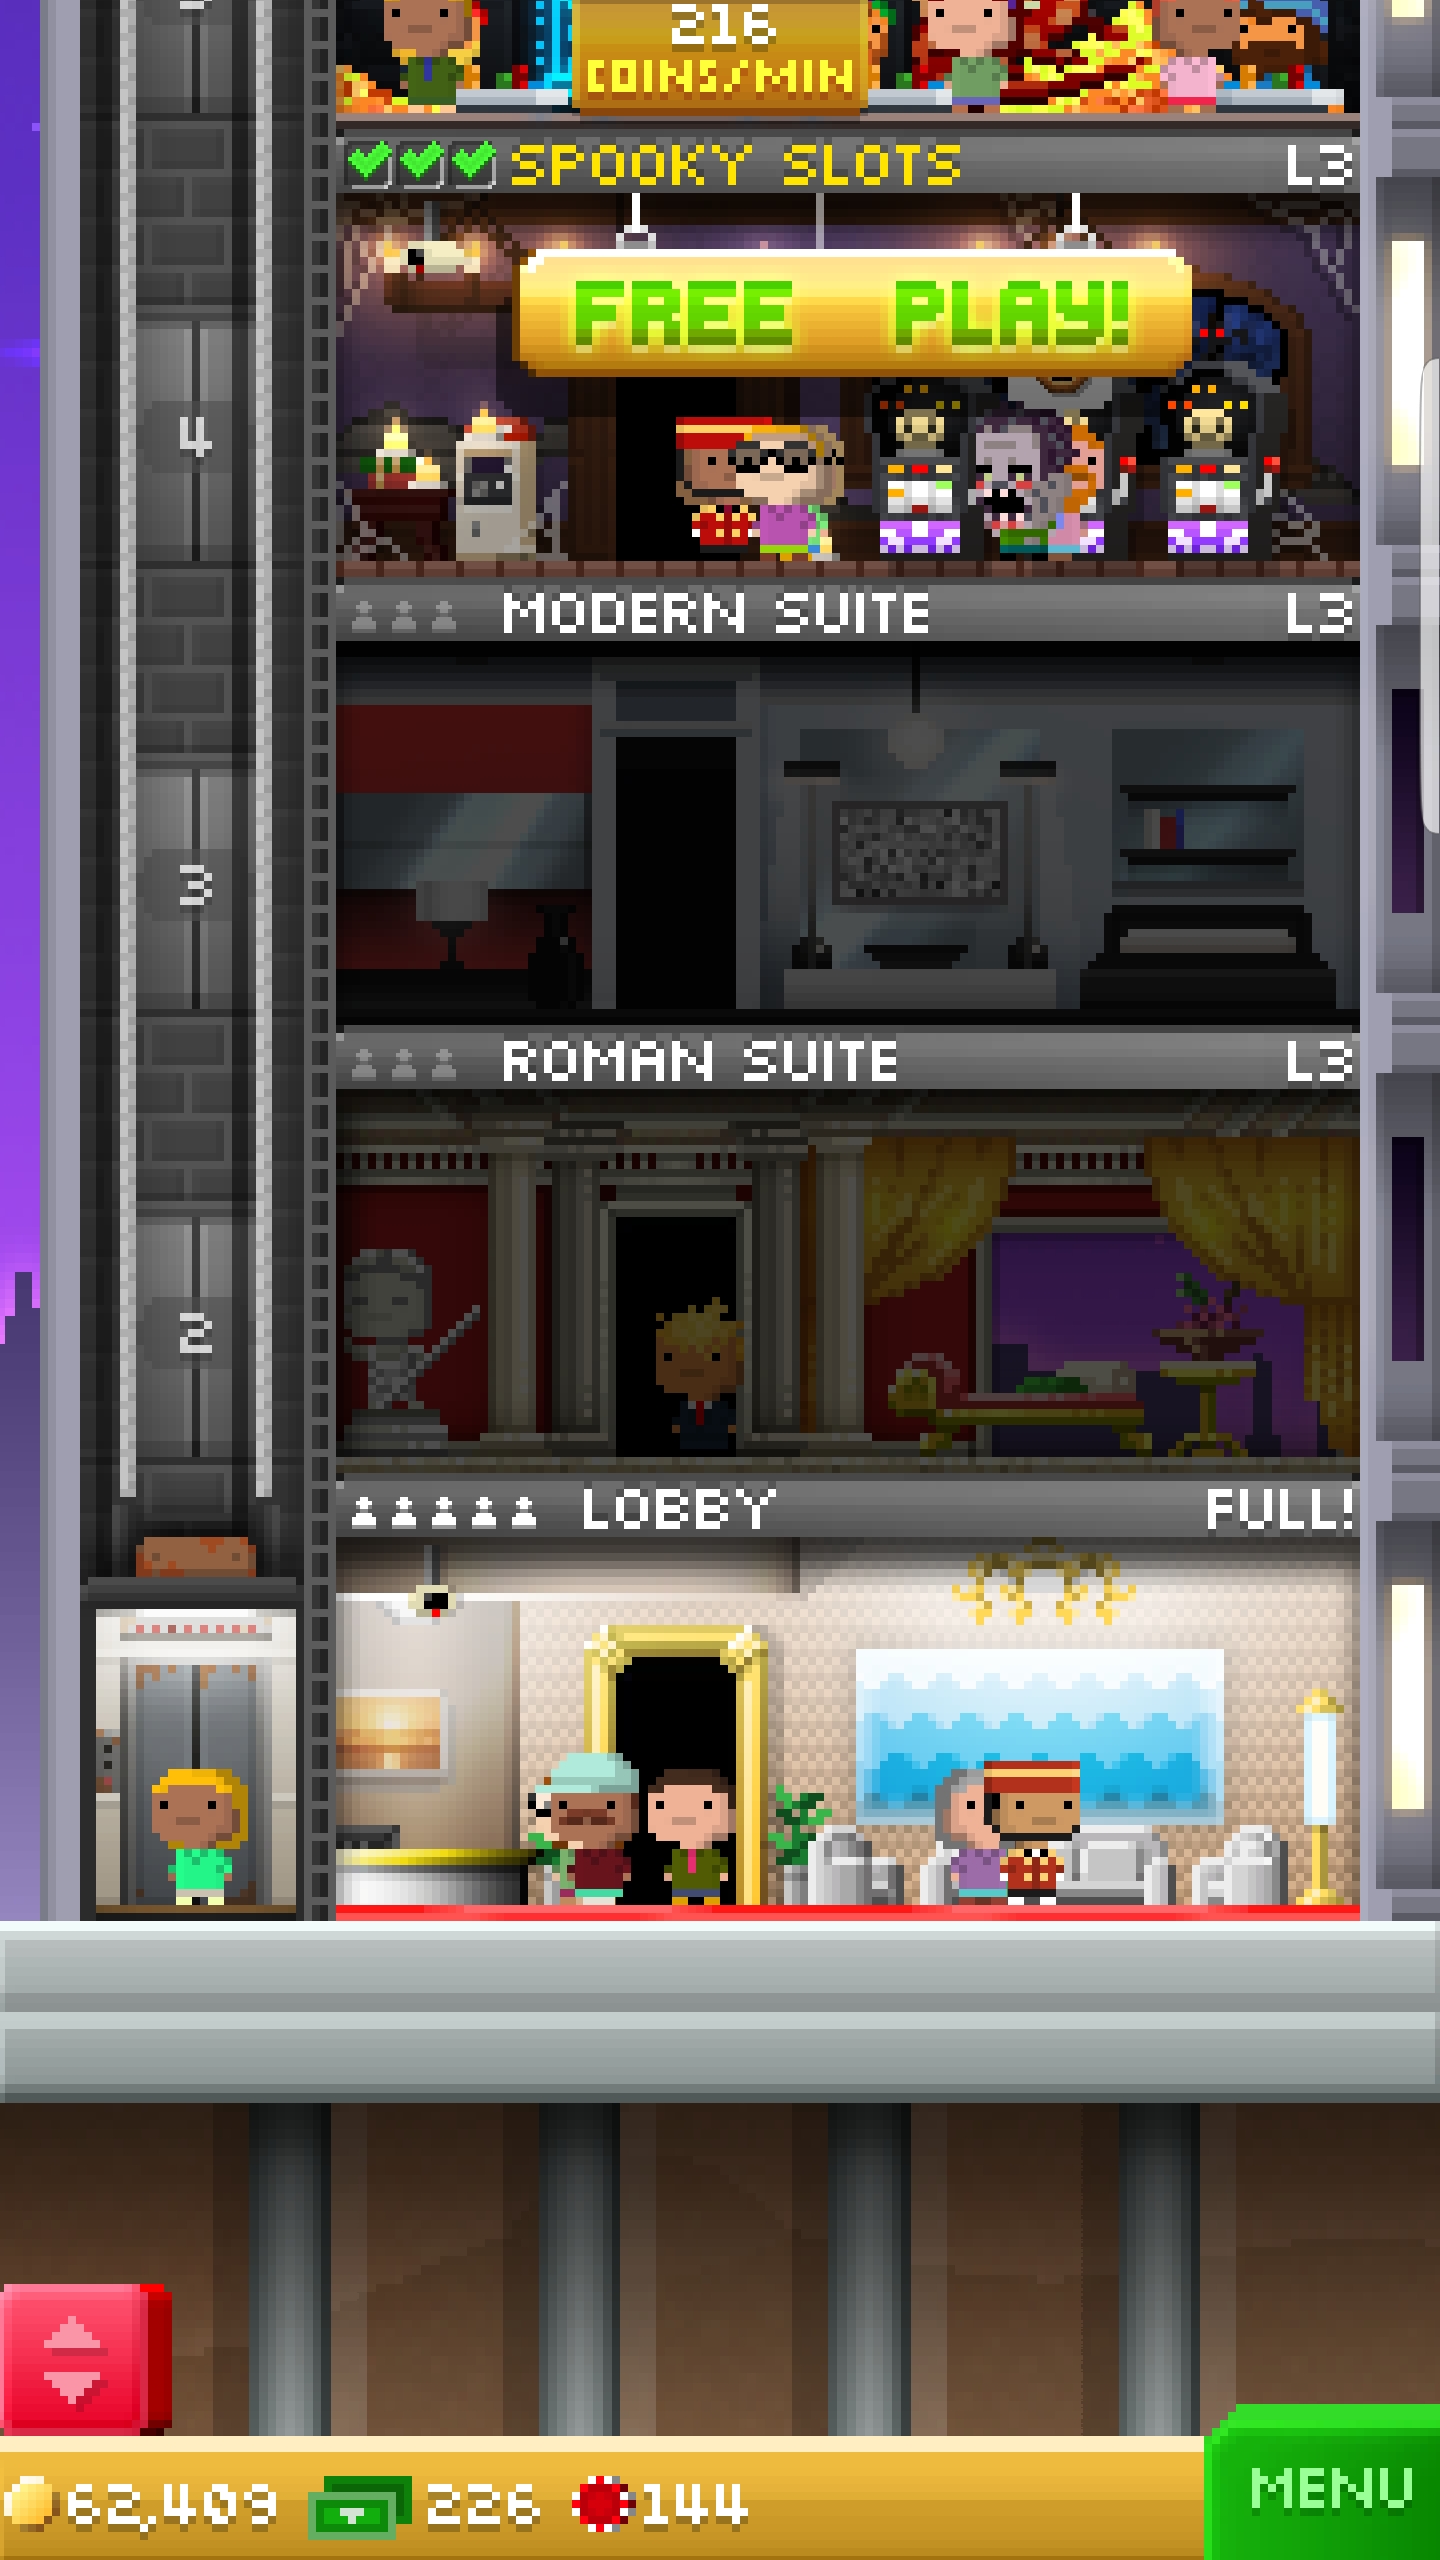 216
COINS/MIN
SPOOKY SLOTS L3
FREE PLAY!
4
MODERN SUITE L3
3
ROMAN SUITE L3
2
LOBBY FULL!
62,409 226 144
MENU